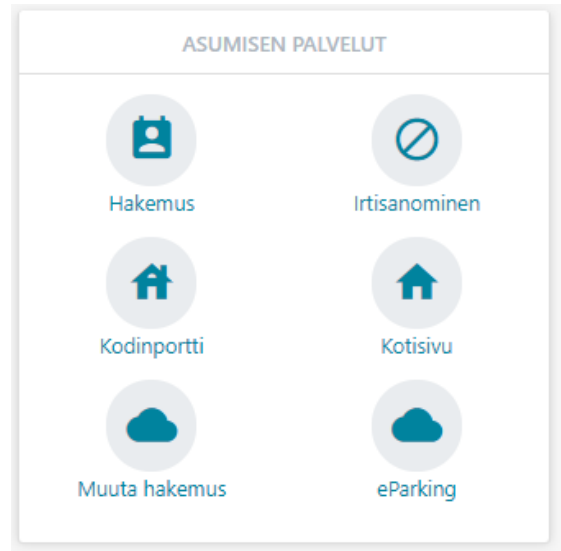 ASUMISEN PALVELUT
Hakemus
Irtisanominen
Kodinportti
Kotisivu
Muuta hakemus
eParking